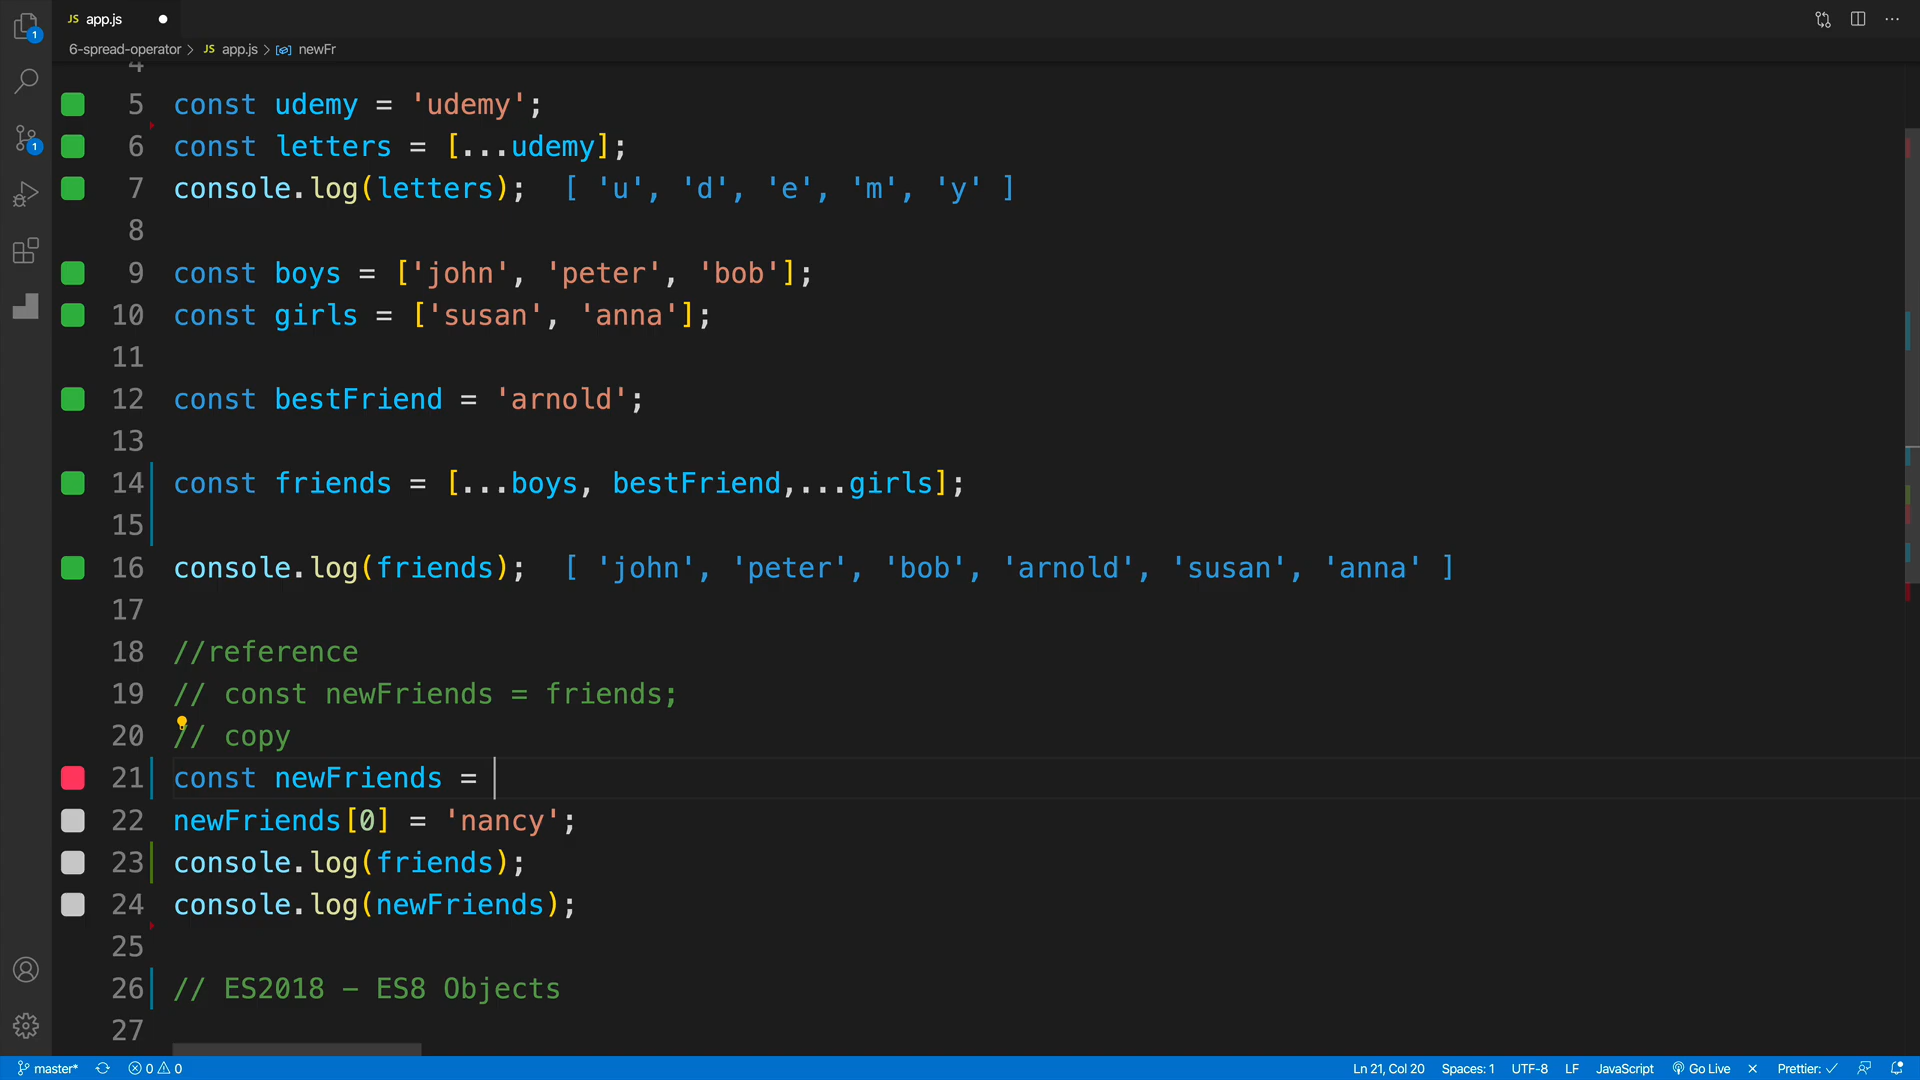 JS app.js
6-spread-operator > JS app.js > newFr
4
5 const udemy = 'udemy';
6 const letters = [...udemy];
7 console.log(letters); [ 'u', 'd', 'e', 'm', 'y' ]
8
9 const boys = ['john', 'peter', 'bob'];
10 const girls = ['susan', 'anna'];
11
12 const bestFriend = 'arnold';
13
14 const friends = [...boys, bestFriend,...girls];
15
16 console.log(friends); [ 'john', 'peter', 'bob', 'arnold', 'susan', 'anna' ]
17
18 //reference
19 // const newFriends = friends;
20 // copy
21 const newFriends =
22 newFriends[0] = 'nancy';
23 console.log(friends);
24 console.log(newFriends);
25
26 // ES2018 - ES8 Objects
27
1
1
master* 0 0 Ln 21, Col 20 Spaces: 1 UTF-8 LF JavaScript Go Live Prettier: ✓